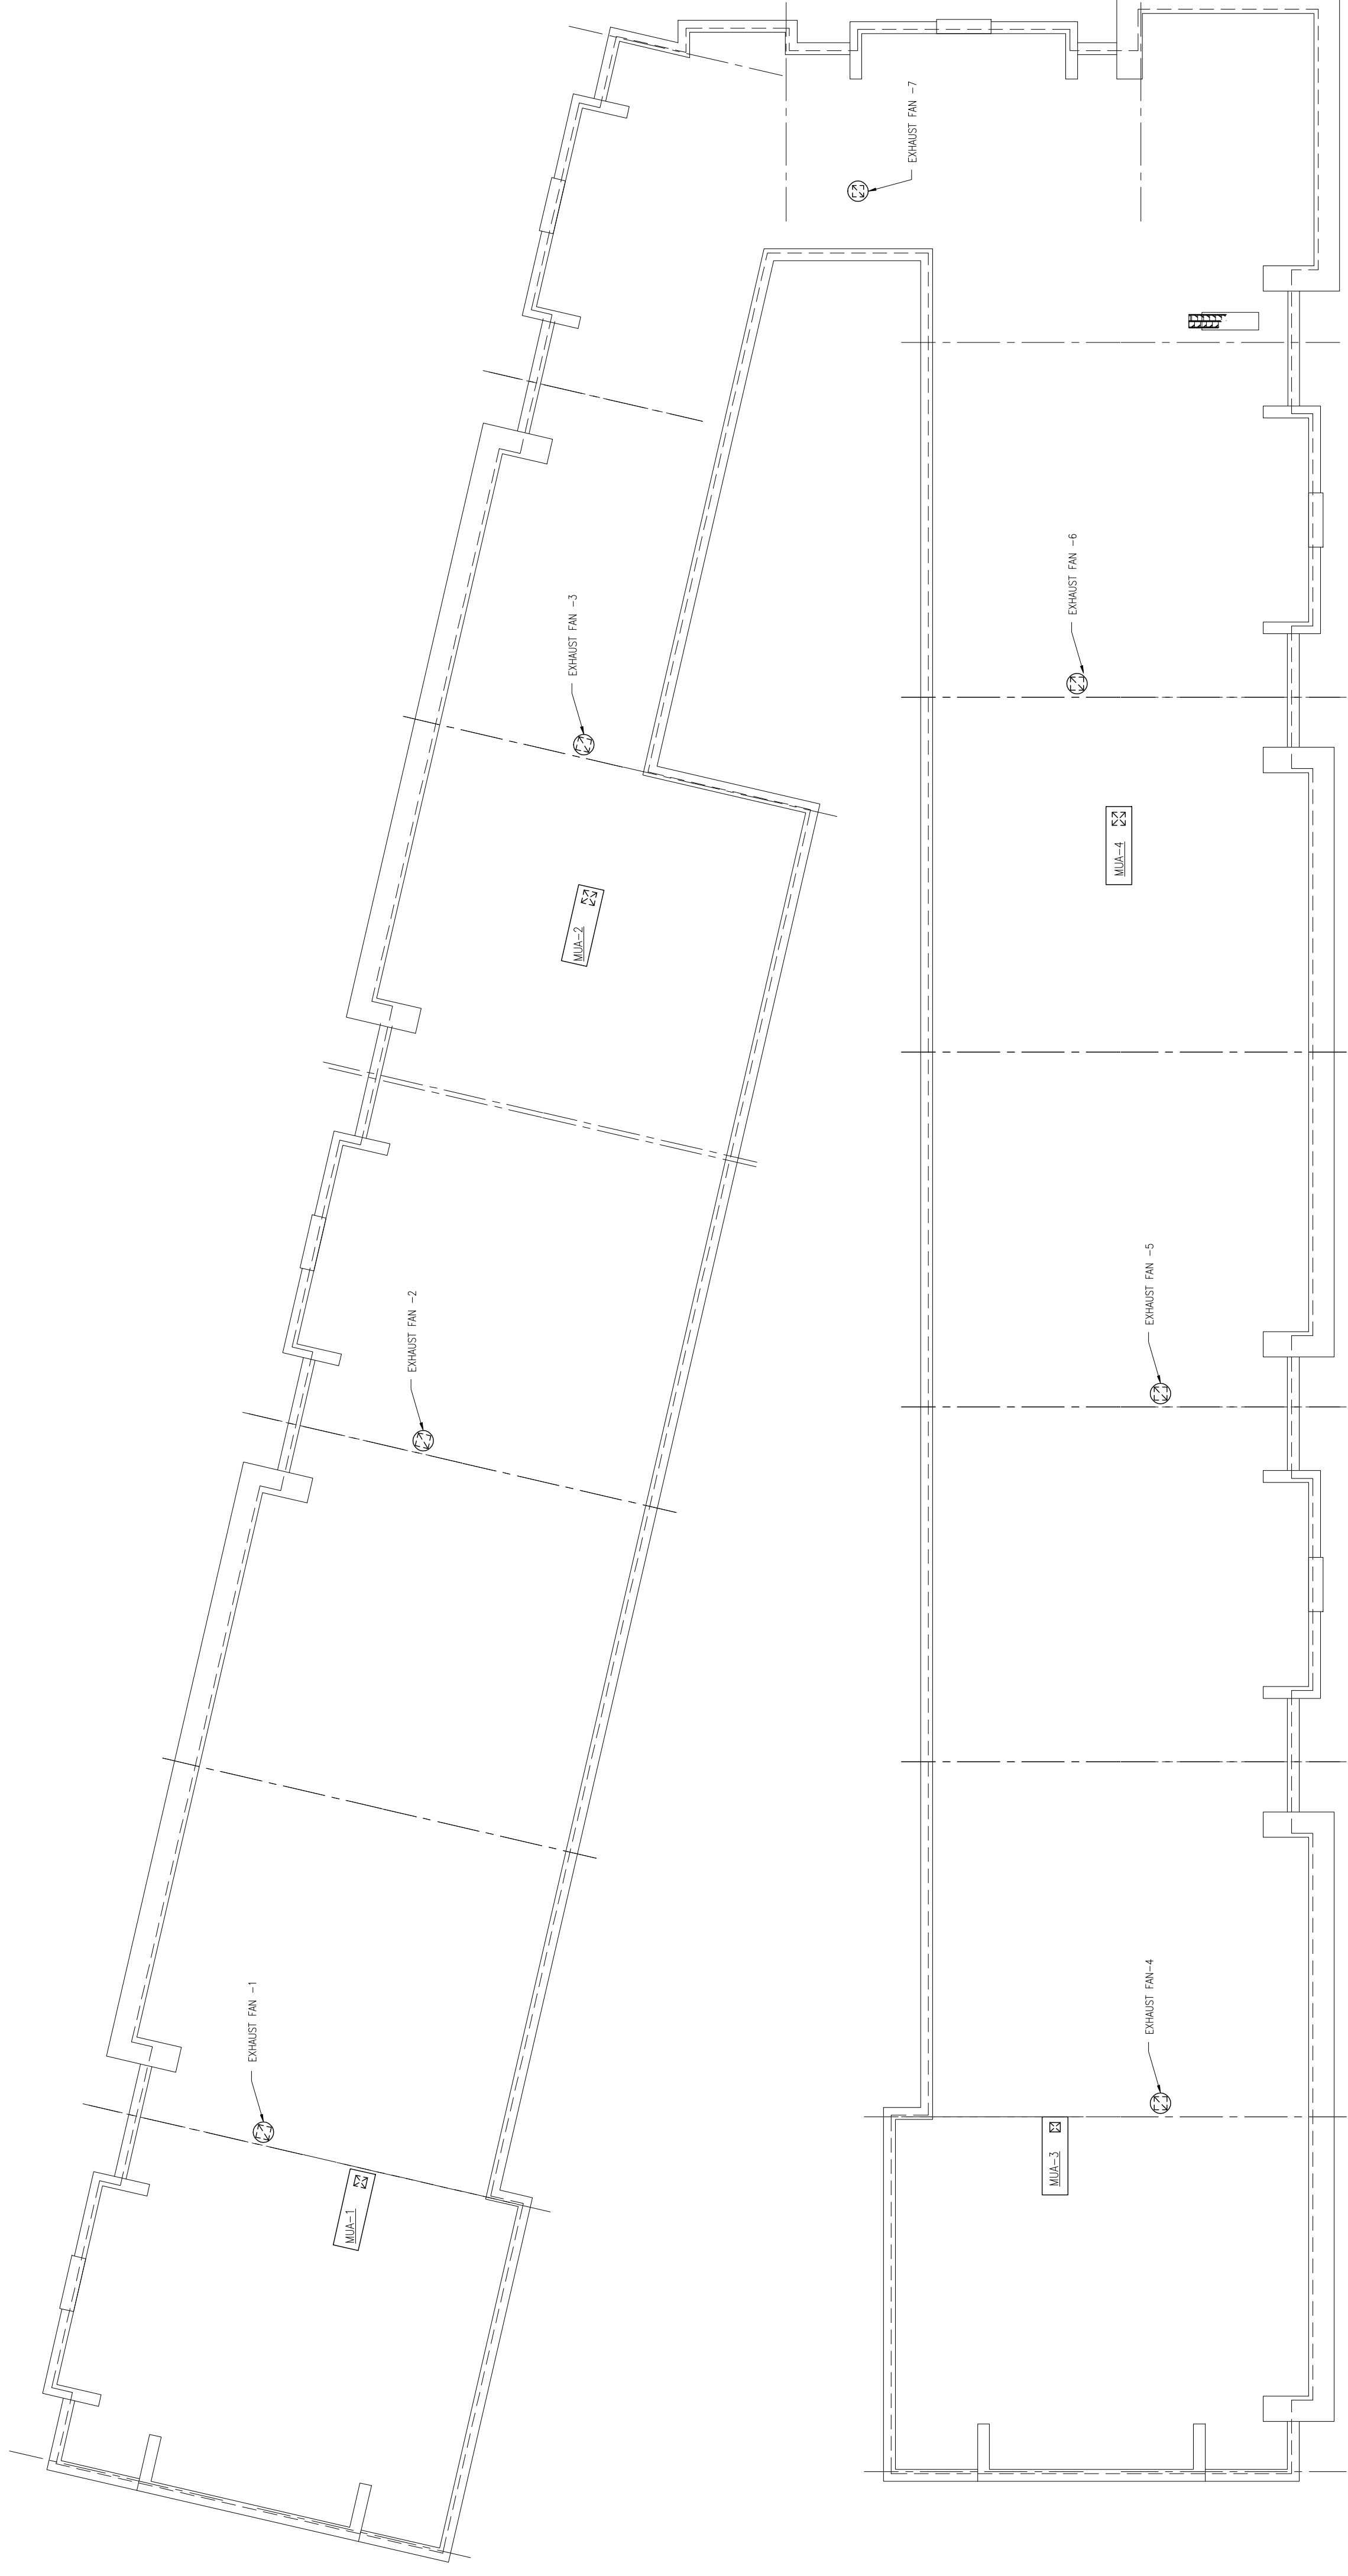 EXHAUST FAN -7
EXHAUST FAN -6
EXHAUST FAN -3
MUA-4
MUA-2
EXHAUST FAN -5
EXHAUST FAN -2
EXHAUST FAN-4
EXHAUST FAN -1
MUA-3
MUA-1